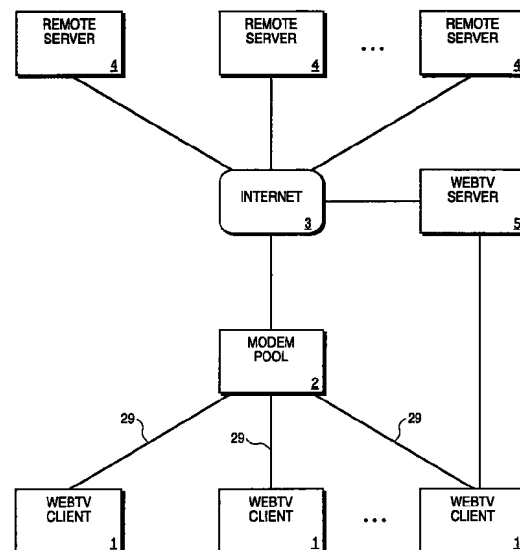 REMOTE SERVER 4
REMOTE SERVER 4
...
REMOTE SERVER 4
INTERNET 3
WEBTV SERVER 5
MODEM POOL 2
29
29
29
WEBTV CLIENT 1
WEBTV CLIENT 1
...
WEBTV CLIENT 1